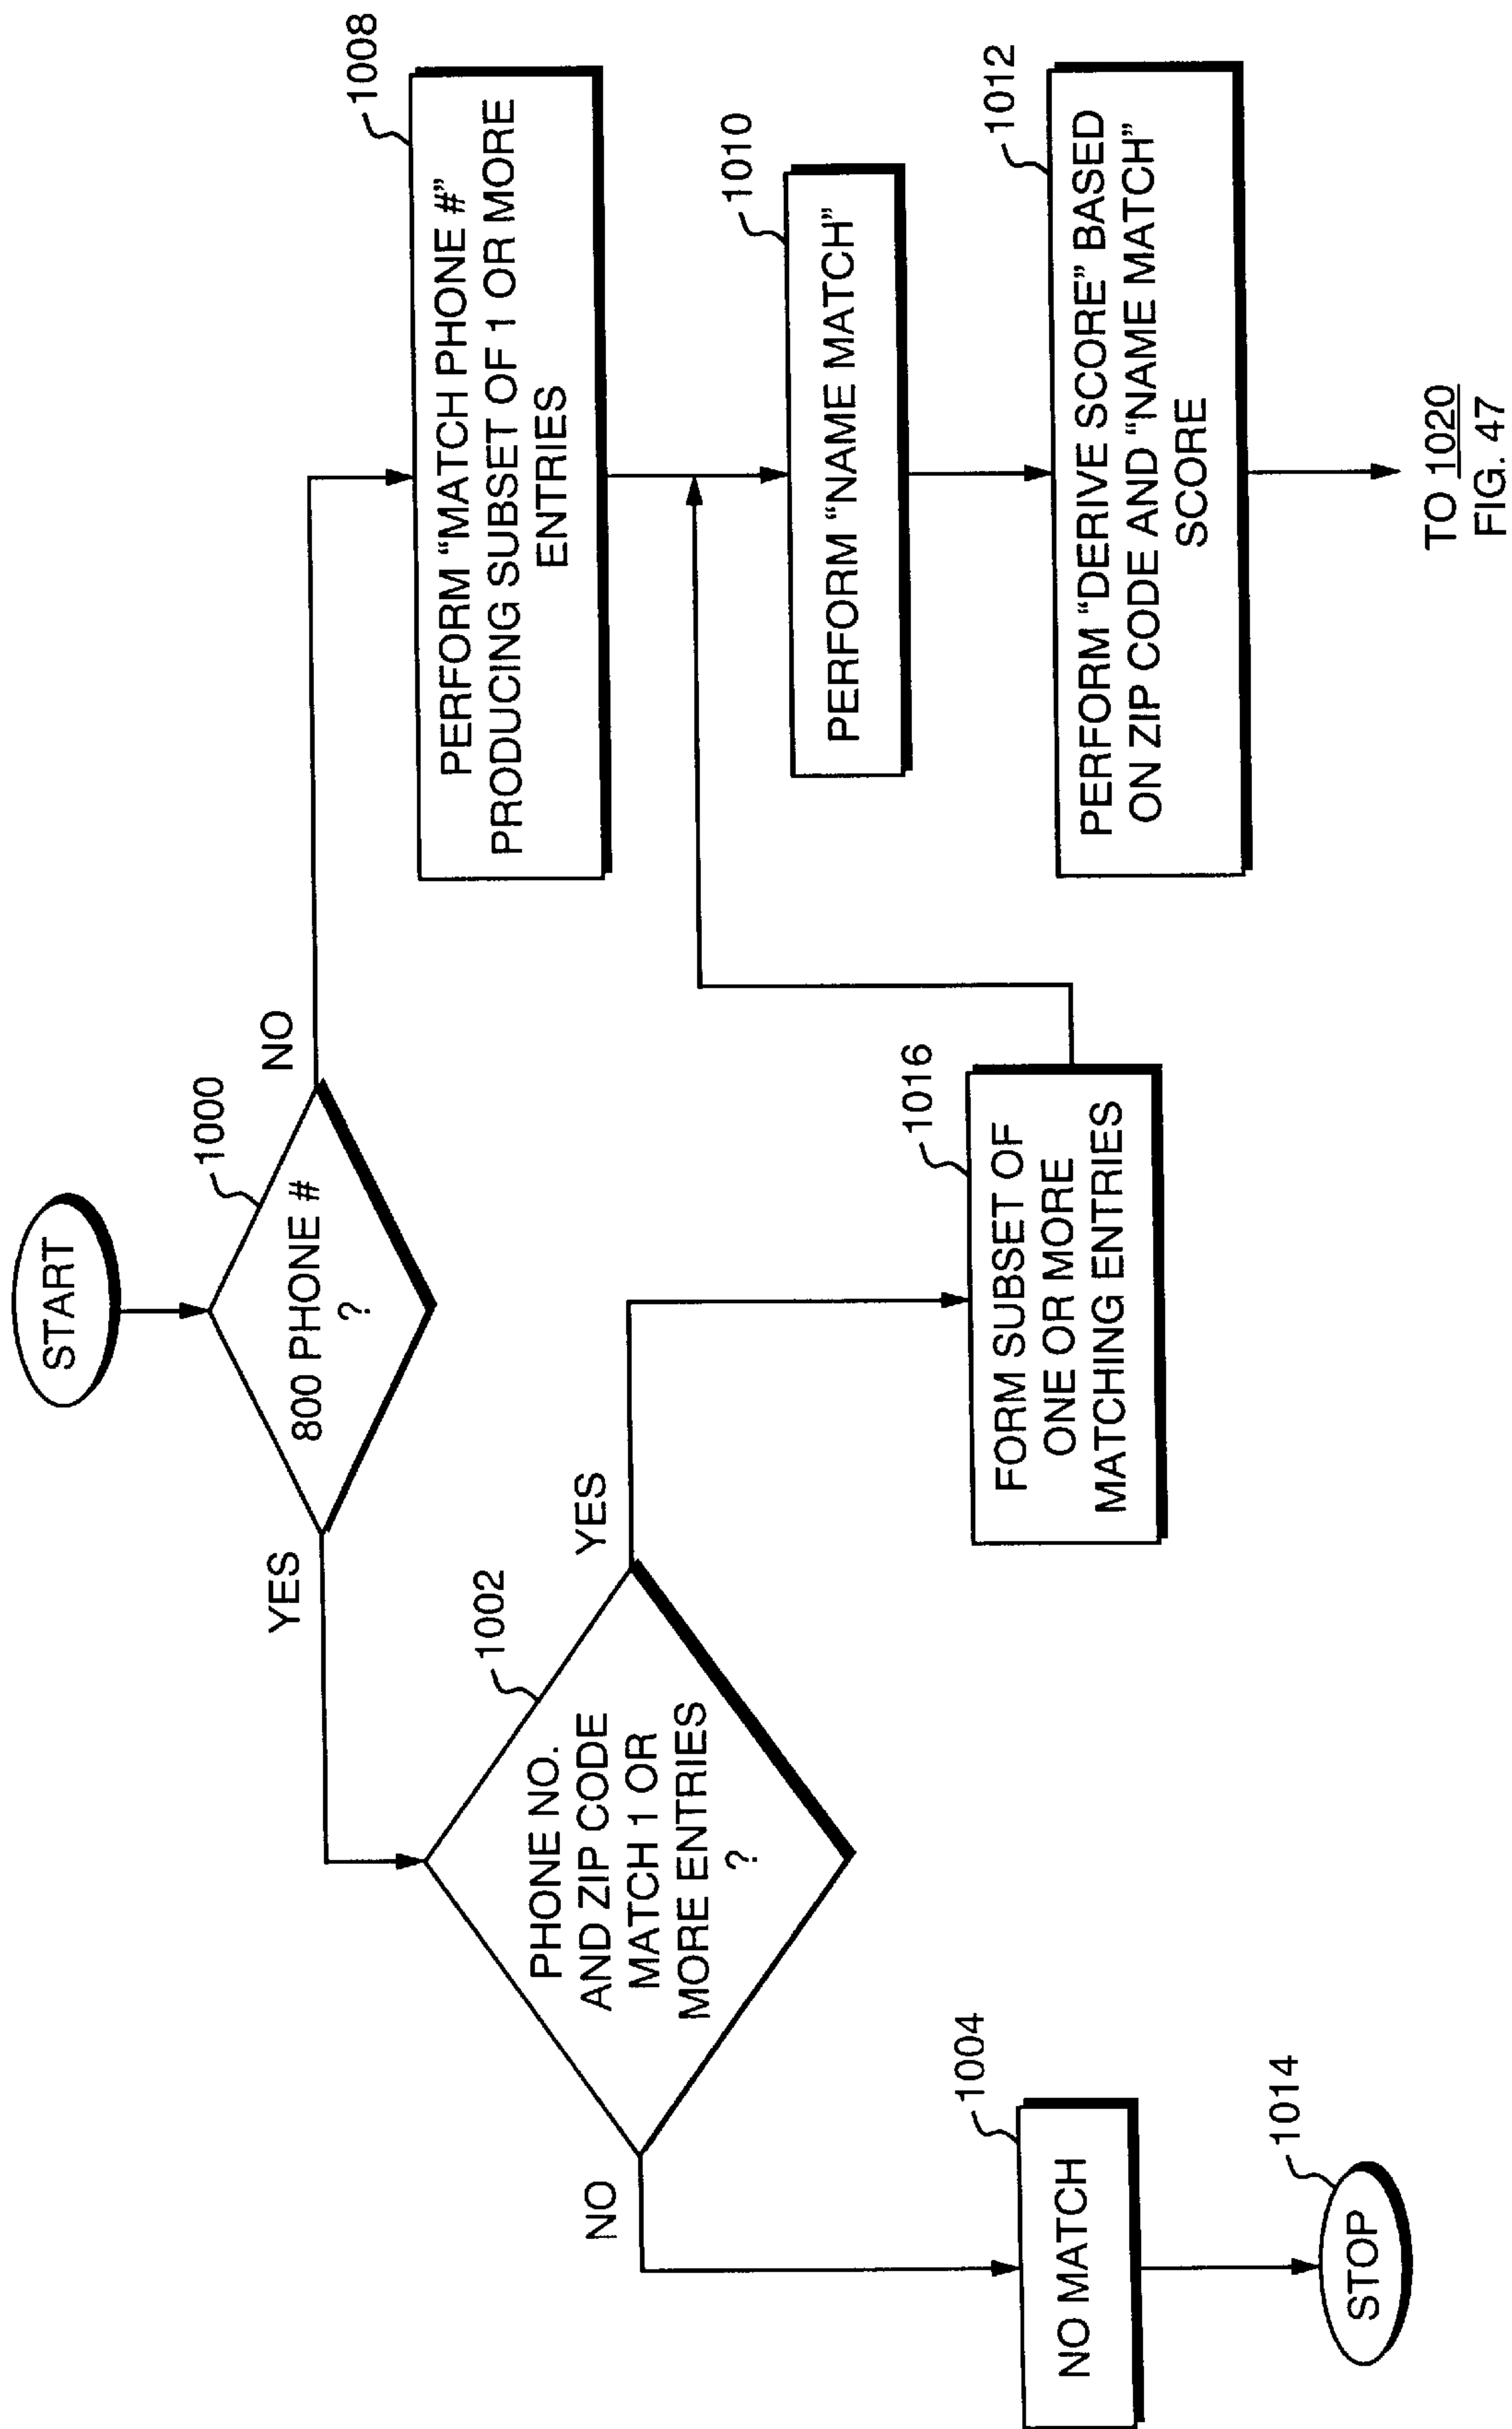 START
1000
800 PHONE #
?
YES
NO
1002
PHONE NO.
AND ZIP CODE
MATCH 1 OR
MORE ENTRIES
?
NO
YES
1004
NO MATCH
1014
STOP
1016
FORM SUBSET OF
ONE OR MORE
MATCHING ENTRIES
1008
PERFORM “MATCH PHONE #”
PRODUCING SUBSET OF 1 OR MORE
ENTRIES
1010
PERFORM “NAME MATCH”
1012
PERFORM “DERIVE SCORE” BASED
ON ZIP CODE AND “NAME MATCH”
SCORE
TO 1020
FIG. 47